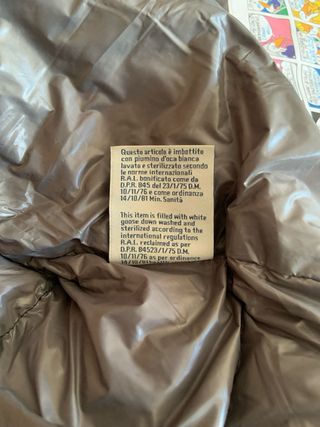 Questo articolo è imbottito
con piumino d'oca bianca
lavato e sterilizzato secondo
le norme internazionali
R.A.L. bonificato come da
D.P.R. 845 del 23/1/75 D.M.
10/11/76 e come ordinanza
14/10/81 Min. Sanità
This item is filled with white
goose down washed and
sterilized according to the
international regulations
R.A.L. reclaimed as per
D.P.R. 84523/1/75 D.M.
10/11/76 as per ordinance